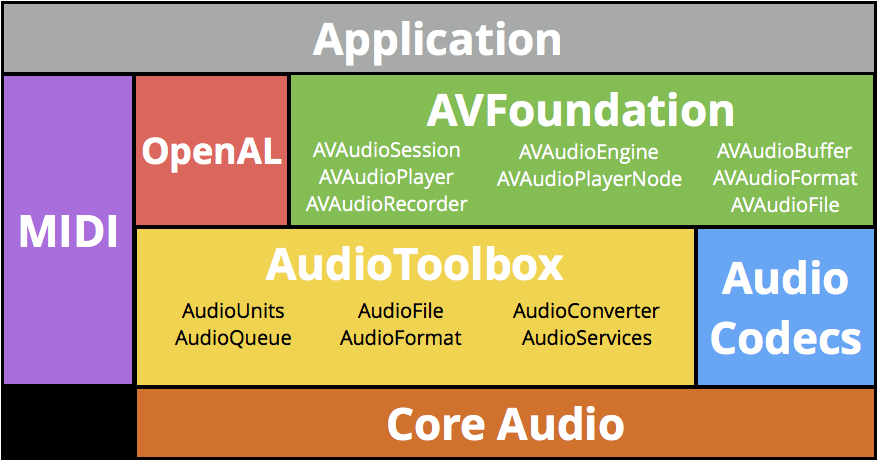 Application
MIDI
OpenAL
AVFoundation
AVAudioSession
AVAudioPlayer
AVAudioRecorder
AVAudioEngine
AVAudioPlayerNode
AVAudioBuffer
AVAudioFormat
AVAudioFile
AudioToolbox
AudioUnits
AudioQueue
AudioFile
AudioFormat
AudioConverter
AudioServices
Audio
Codecs
Core Audio